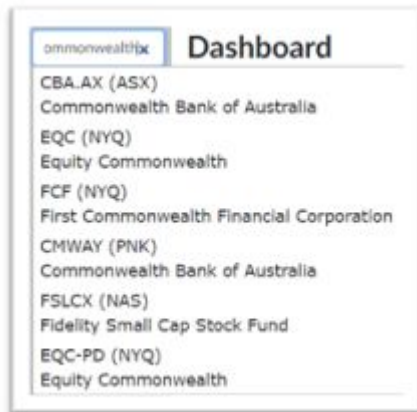 ommonwealth x Dashboard
CBA.AX (ASX)
Commonwealth Bank of Australia
EQC (NYQ)
Equity Commonwealth
FCF (NYQ)
First Commonwealth Financial Corporation
CMWAY (PNK)
Commonwealth Bank of Australia
FSLCX (NAS)
Fidelity Small Cap Stock Fund
EQC-PD (NYQ)
Equity Commonwealth